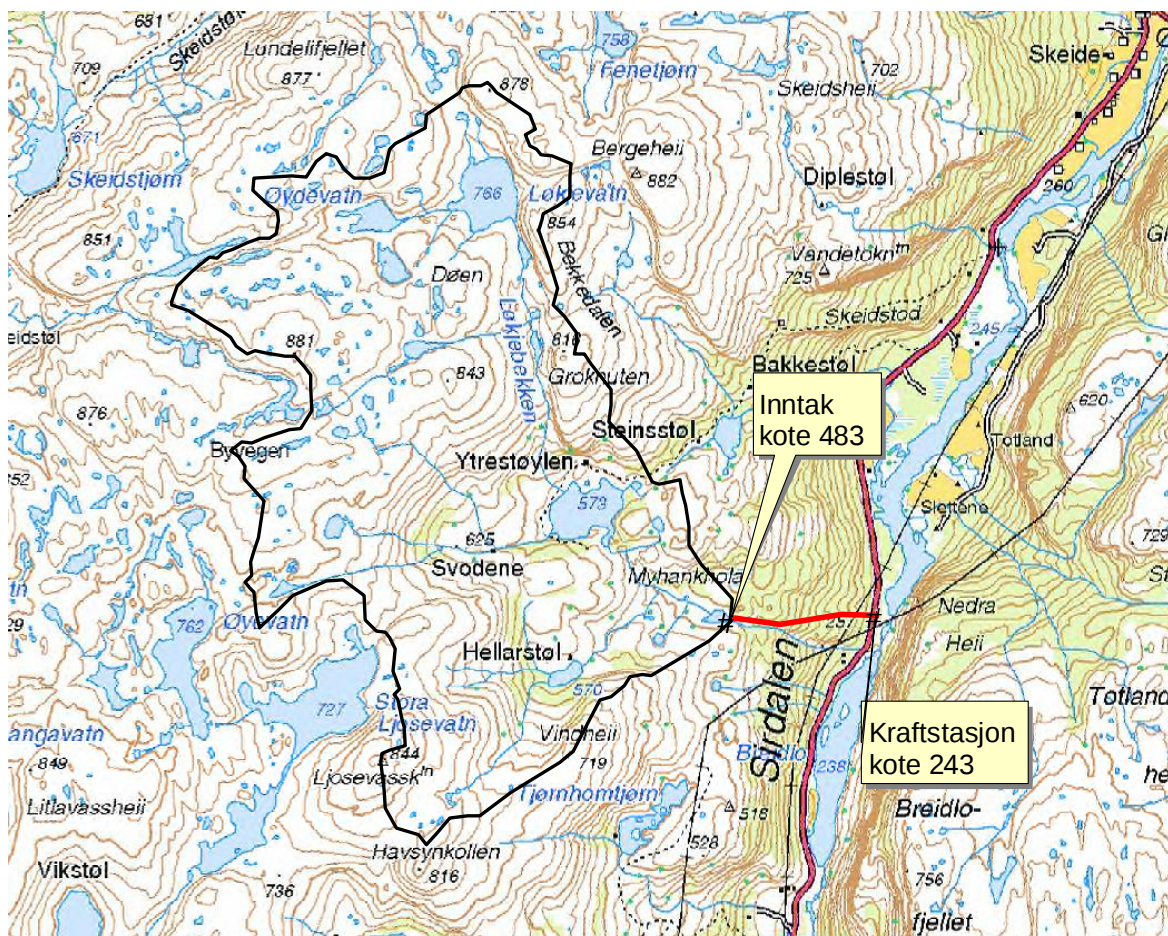 681
Skeidstøl
Lundelifjellet
709
877
758
Fenetjørn
878
702
Skeidsheii
Skeide
671
Skeidstjørn
Øydevatn
766
Løkjevatn
Bergeheii
882
Diplestøl
260
851
854
Bekkedalen
Døen
Vandetoknᵗⁿ
725
Skeidstod
245
eidstøl
881
Løkjebekken
818
Groknuten
843
Bakkestøl
876
620
Inntak
kote 483
Steinsstøl
Totland
Byvegen
Ytrestøylen
573
Slottene
729
625
Svodene
Myhankhola
762
Øydvatn
29
257
Nedra
Heii
Hellarstøl
570
Sirdalen
Stora
Ljosevatn
727
Totland
angavatn
849
844
Ljosevasskᵗⁿ
Vindheii
719
Kraftstasjon
kote 243
238
Litlavassheii
Tjørnhomtjørn
518
Breidlo-
528
Havsynkollen
816
Vikstøl
736
756
fjellet